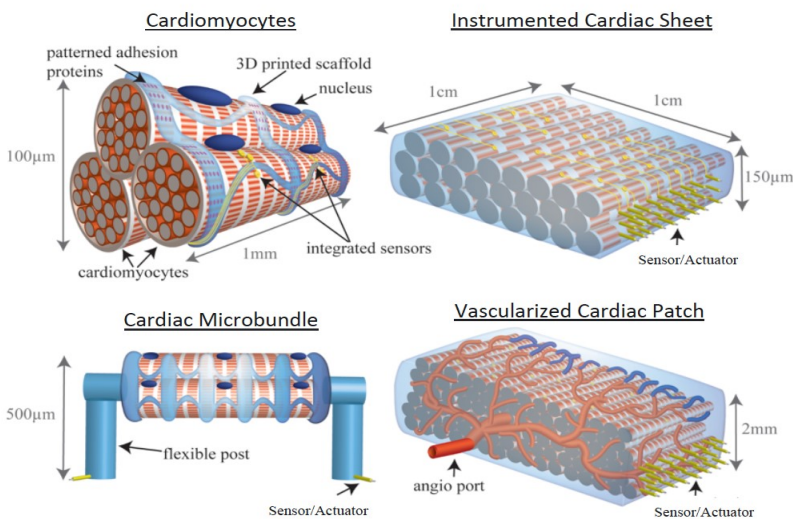 Cardiomyocytes
patterned adhesion
proteins
3D printed scaffold
nucleus
100μm
1mm
integrated sensors
cardiomyocytes
Instrumented Cardiac Sheet
1cm
1cm
150μm
Sensor/Actuator
Cardiac Microbundle
500μm
flexible post
Sensor/Actuator
Vascularized Cardiac Patch
2mm
angio port
Sensor/Actuator